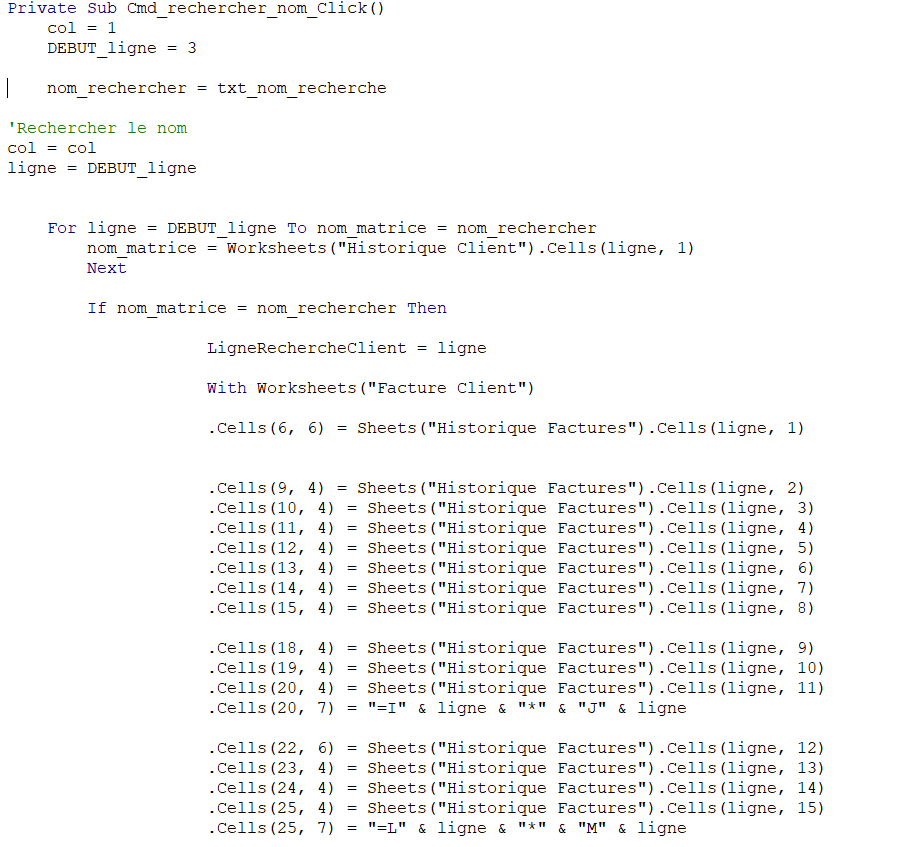 Private Sub Cmd_rechercher_nom_Click()
col = 1
DEBUT_ligne = 3
nom_rechercher = txt_nom_recherche
'Rechercher le nom
col = col
ligne = DEBUT_ligne
For ligne = DEBUT_ligne To nom_matrice = nom_rechercher
nom_matrice = Worksheets("Historique Client").Cells(ligne, 1)
Next
If nom_matrice = nom_rechercher Then
LigneRechercheClient = ligne
With Worksheets("Facture Client")
.Cells(6, 6) = Sheets("Historique Factures").Cells(ligne, 1)
.Cells(9, 4) = Sheets("Historique Factures").Cells(ligne, 2)
.Cells(10, 4) = Sheets("Historique Factures").Cells(ligne, 3)
.Cells(11, 4) = Sheets("Historique Factures").Cells(ligne, 4)
.Cells(12, 4) = Sheets("Historique Factures").Cells(ligne, 5)
.Cells(13, 4) = Sheets("Historique Factures").Cells(ligne, 6)
.Cells(14, 4) = Sheets("Historique Factures").Cells(ligne, 7)
.Cells(15, 4) = Sheets("Historique Factures").Cells(ligne, 8)
.Cells(18, 4) = Sheets("Historique Factures").Cells(ligne, 9)
.Cells(19, 4) = Sheets("Historique Factures").Cells(ligne, 10)
.Cells(20, 4) = Sheets("Historique Factures").Cells(ligne, 11)
.Cells(20, 7) = "=I" & ligne & "*" & "J" & ligne
.Cells(22, 6) = Sheets("Historique Factures").Cells(ligne, 12)
.Cells(23, 4) = Sheets("Historique Factures").Cells(ligne, 13)
.Cells(24, 4) = Sheets("Historique Factures").Cells(ligne, 14)
.Cells(25, 4) = Sheets("Historique Factures").Cells(ligne, 15)
.Cells(25, 7) = "=L" & ligne & "*" & "M" & ligne